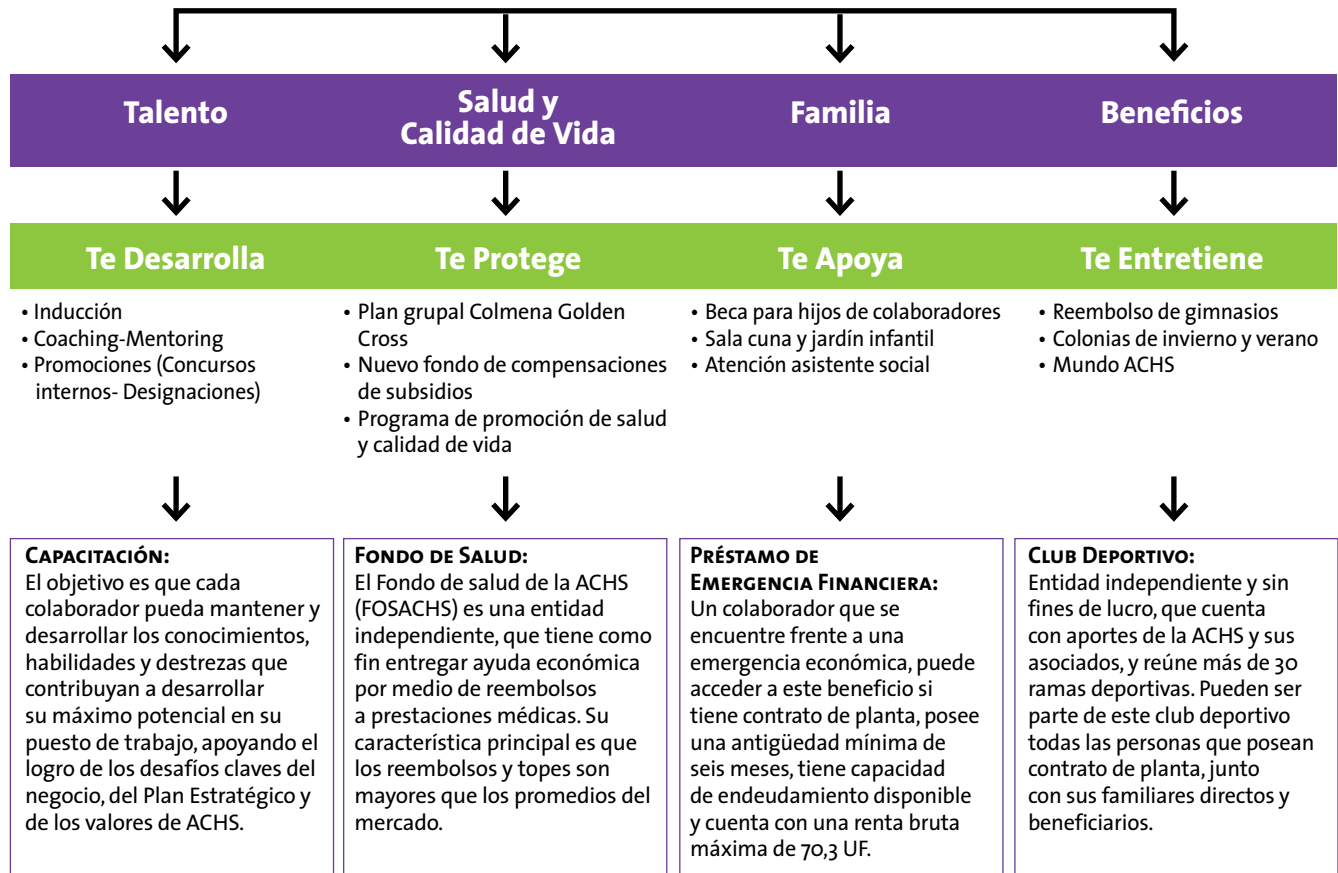 Talento
Salud y
Calidad de Vida
Familia
Beneficios
Te Desarrolla
Te Protege
Te Apoya
Te Entretiene
• Inducción
• Coaching-Mentoring
• Promociones (Concursos
internos- Designaciones)
• Plan grupal Colmena Golden
Cross
• Nuevo fondo de compensaciones
de subsidios
• Programa de promoción de salud
y calidad de vida
• Beca para hijos de colaboradores
• Sala cuna y jardín infantil
• Atención asistente social
• Reembolso de gimnasios
• Colonias de invierno y verano
• Mundo ACHS
CAPACITACIÓN:
El objetivo es que cada
colaborador pueda mantener y
desarrollar los conocimientos,
habilidades y destrezas que
contribuyan a desarrollar
su máximo potencial en su
puesto de trabajo, apoyando el
logro de los desafíos claves del
negocio, del Plan Estratégico y
de los valores de ACHS.
FONDO DE SALUD:
El Fondo de salud de la ACHS
(FOSACHS) es una entidad
independiente, que tiene como
fin entregar ayuda económica
por medio de reembolsos
a prestaciones médicas. Su
característica principal es que
los reembolsos y topes son
mayores que los promedios del
mercado.
PRÉSTAMO DE
EMERGENCIA FINANCIERA:
Un colaborador que se
encuentre frente a una
emergencia económica, puede
acceder a este beneficio si
tiene contrato de planta, posee
una antigüedad mínima de
seis meses, tiene capacidad
de endeudamiento disponible
y cuenta con una renta bruta
máxima de 70,3 UF.
CLUB DEPORTIVO:
Entidad independiente y sin
fines de lucro, que cuenta
con aportes de la ACHS y sus
asociados, y reúne más de 30
ramas deportivas. Pueden ser
parte de este club deportivo
todas las personas que posean
contrato de planta, junto
con sus familiares directos y
beneficiarios.